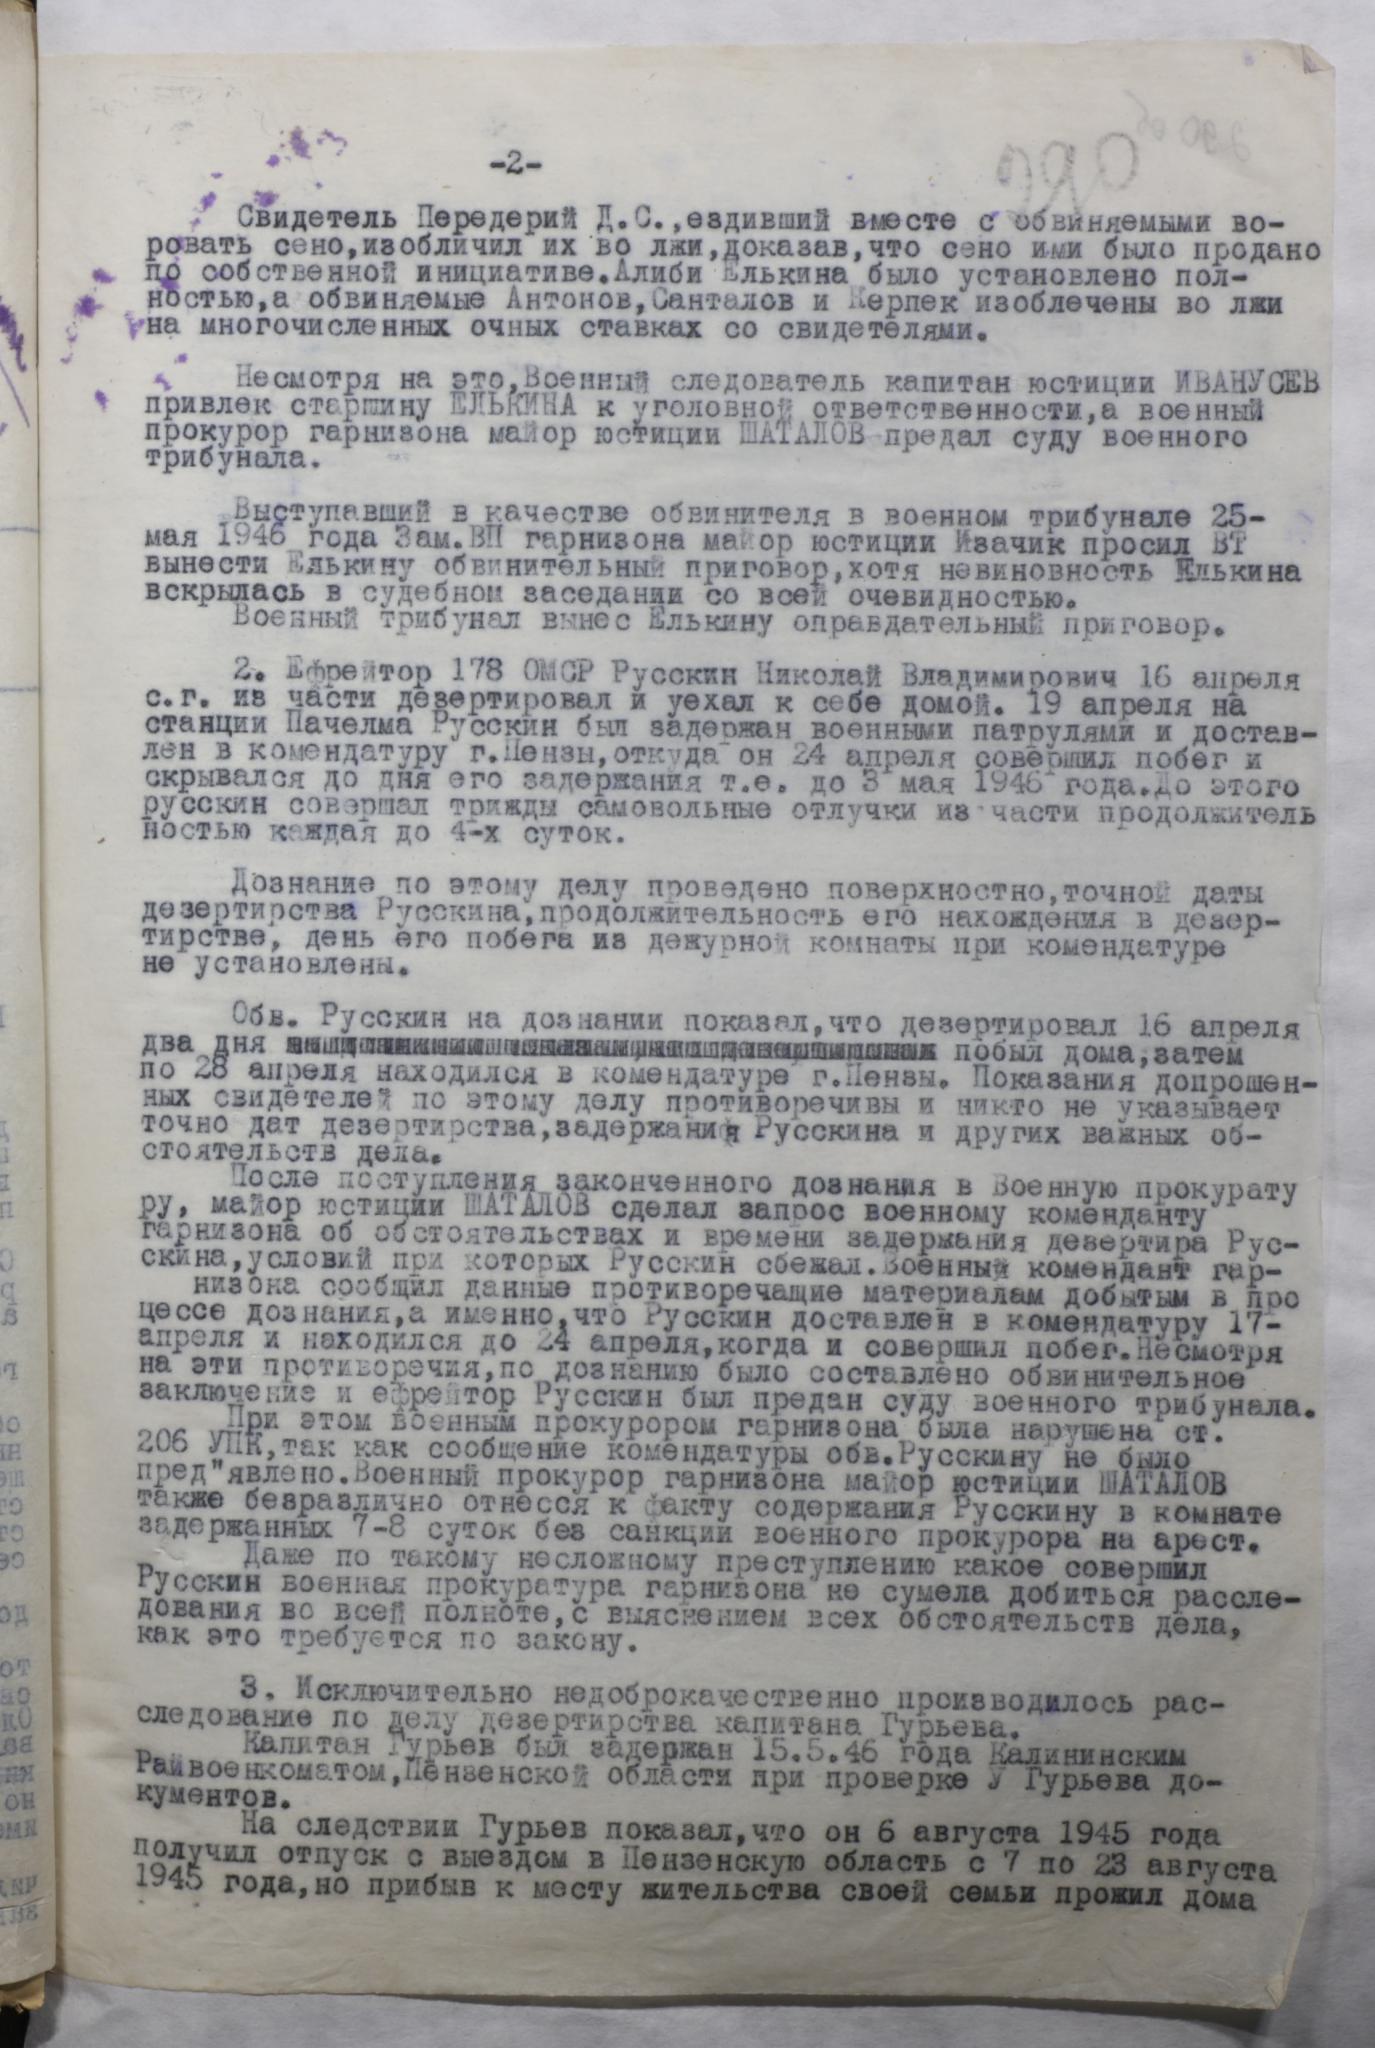 -2-
Свидетель Передерий Д.С.,ездивший вместе с обвиняемыми во-
ровать сено,изобличил их во лжи,доказав,что сено ими было продано
по собственной инициативе.Алиби Елькина было установлено пол-
ностью,а обвиняемые Антонов,Санталов и Керпек изоблечены во лжи
на многочисленных очных ставках со свидетелями.
Несмотря на это,Военный следователь капитан юстиции ИВАНУСЕВ
привлек старшину ЕЛЬКИНА к уголовной ответственности,а военный
прокурор гарнизона майор юстиции ШАТАЛОВ предал суду военного
трибунала.
Выступавший в качестве обвинителя в военном трибунале 25-
мая 1946 года Зам.ВП гарнизона майор юстиции Изачик просил ВТ
вынести Елькину обвинительный приговор,хотя невиновность Елькина
вскрылась в судебном заседании со всей очевидностью.
Военный трибунал вынес Елькину оправдательный приговор.
2. Ефрейтор 178 ОМСР Русскин Николай Владимирович 16 апреля
с.г. из части дезертировал и уехал к себе домой. 19 апреля на
станции Пачелма Русскин был задержан военными патрулями и достав-
лен в комендатуру г.Пензы,откуда он 24 апреля совершил побег и
скрывался до дня его задержания т.е. до 3 мая 1946 года.До этого
русскин совершал трижды самовольные отлучки из части продолжитель
ностью каждая до 4-х суток.
Дознание по этому делу проведено поверхностно,точной даты
дезертирства Русскина,продолжительность его нахождения в дезер-
тирстве, день его побега из дежурной комнаты при комендатуре
не установлены.
Обв. Русскин на дознании показал,что дезертировал 16 апреля
два дня побыл дома,затем
по 28 апреля находился в комендатуре г.Пензы. Показания допрошен-
ных свидетелей по этому делу противоречивы и никто не указывает
точно дат дезертирства,задержания Русскина и других важных об-
стоятельств дела.
После поступления законченного дознания в Военную прокурату
ру, майор юстиции ШАТАЛОВ сделал запрос военному коменданту
гарнизона об обстоятельствах и времени задержания дезертира Рус-
скина,условий при которых Русскин сбежал.Военный комендант гар-
низона сообщил данные противоречащие материалам добытым в про
цессе дознания,а именно,что Русскин доставлен в комендатуру 17-
апреля и находился до 24 апреля,когда и совершил побег.Несмотря
на эти противоречия,по дознанию было составлено обвинительное
заключение и ефрейтор Русскин был предан суду военного трибунала.
При этом военным прокурором гарнизона была нарушена ст.
206 УПК,так как сообщение комендатуры обв.Русскину не было
пред"явлено.Военный прокурор гарнизона майор юстиции ШАТАЛОВ
также безразлично отнесся к факту содержания Русскину в комнате
задержанных 7-8 суток без санкции военного прокурора на арест.
Даже по такому несложному преступлению какое совершил
Русскин военная прокуратура гарнизона не сумела добиться рассле-
дования во всей полноте,с выяснением всех обстоятельств дела,
как это требуется по закону.
3. Исключительно недоброкачественно производилось рас-
следование по делу дезертирства капитана Гурьева.
Капитан Гурьев был задержан 15.5.46 года Калининским
Райвоенкоматом,Пензенской области при проверке у Гурьева до-
кументов.
На следствии Гурьев показал,что он 6 августа 1945 года
получил отпуск с выездом в Пензенскую область с 7 по 23 августа
1945 года,но прибыв к месту жительства своей семьи прожил дома